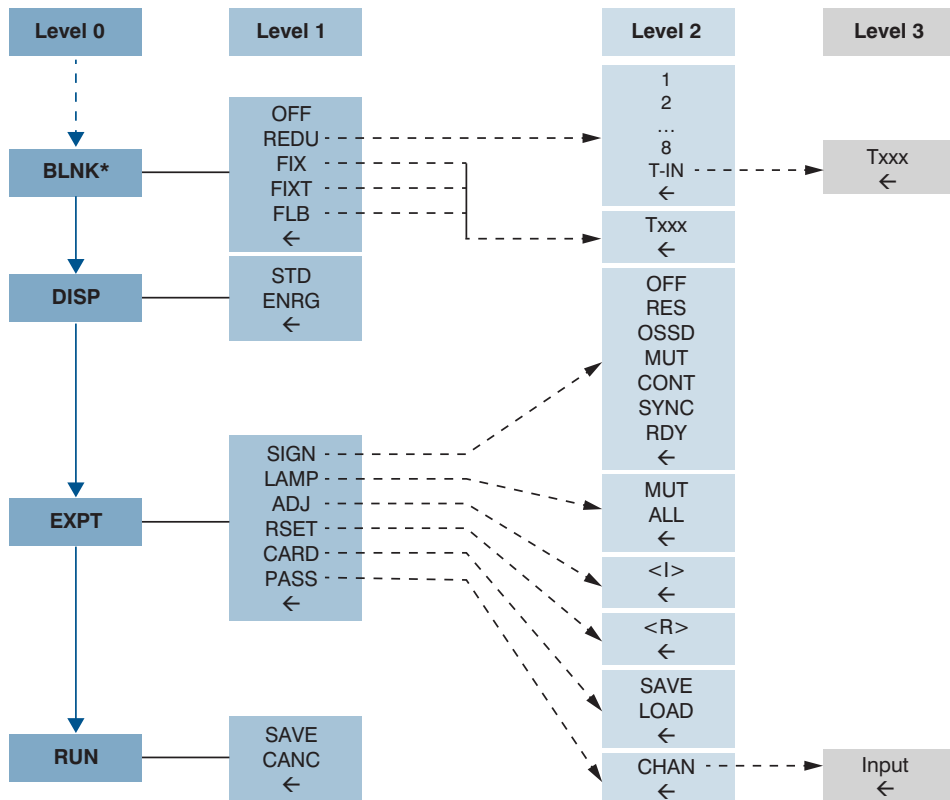 Level 0
Level 1
Level 2
Level 3
BLNK*
OFF
REDU
FIX
FIXT
FLB
←
1
2
...
8
T-IN
←
Txxx
←
Txxx
←
DISP
STD
ENRG
←
EXPT
SIGN
LAMP
ADJ
RSET
CARD
PASS
←
OFF
RES
OSSD
MUT
CONT
SYNC
RDY
←
MUT
ALL
←
<I>
←
<R>
←
SAVE
LOAD
←
RUN
SAVE
CANC
←
CHAN
←
Input
←